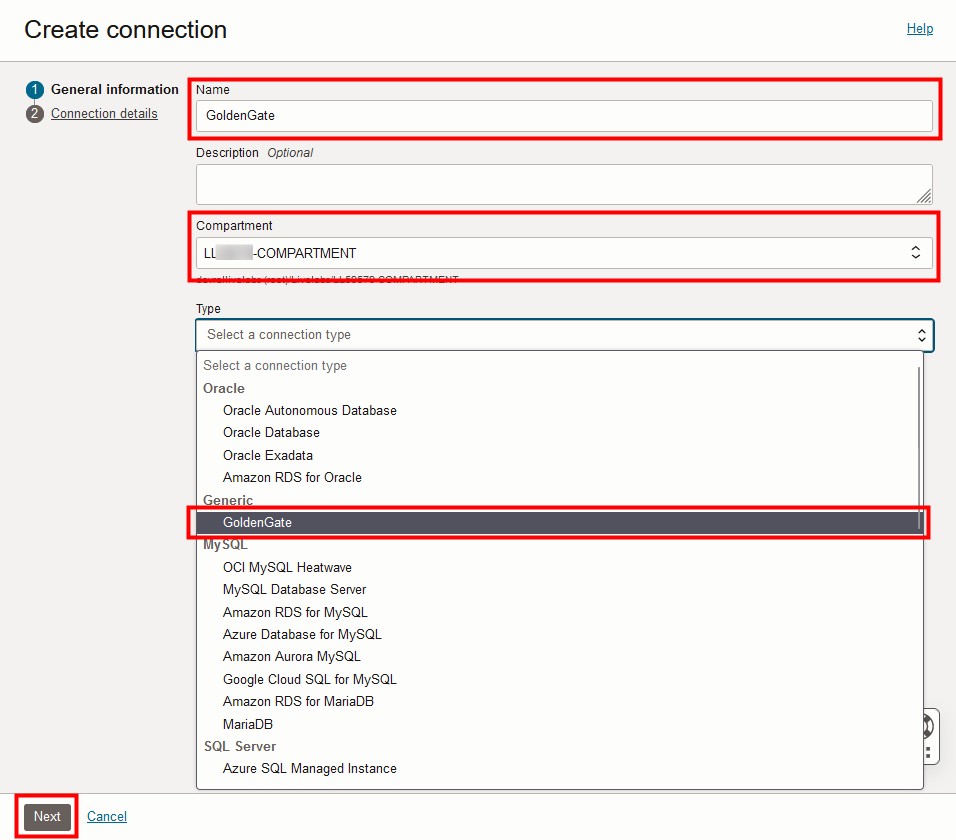 Create connection
Help
1 General information
2 Connection details
Name
GoldenGate
Description Optional
Compartment
LL -COMPARTMENT
Type
Select a connection type
Select a connection type
Oracle
Oracle Autonomous Database
Oracle Database
Oracle Exadata
Amazon RDS for Oracle
Generic
GoldenGate
MySQL
OCI MySQL Heatwave
MySQL Database Server
Amazon RDS for MySQL
Azure Database for MySQL
Amazon Aurora MySQL
Google Cloud SQL for MySQL
Amazon RDS for MariaDB
MariaDB
SQL Server
Azure SQL Managed Instance
Next
Cancel